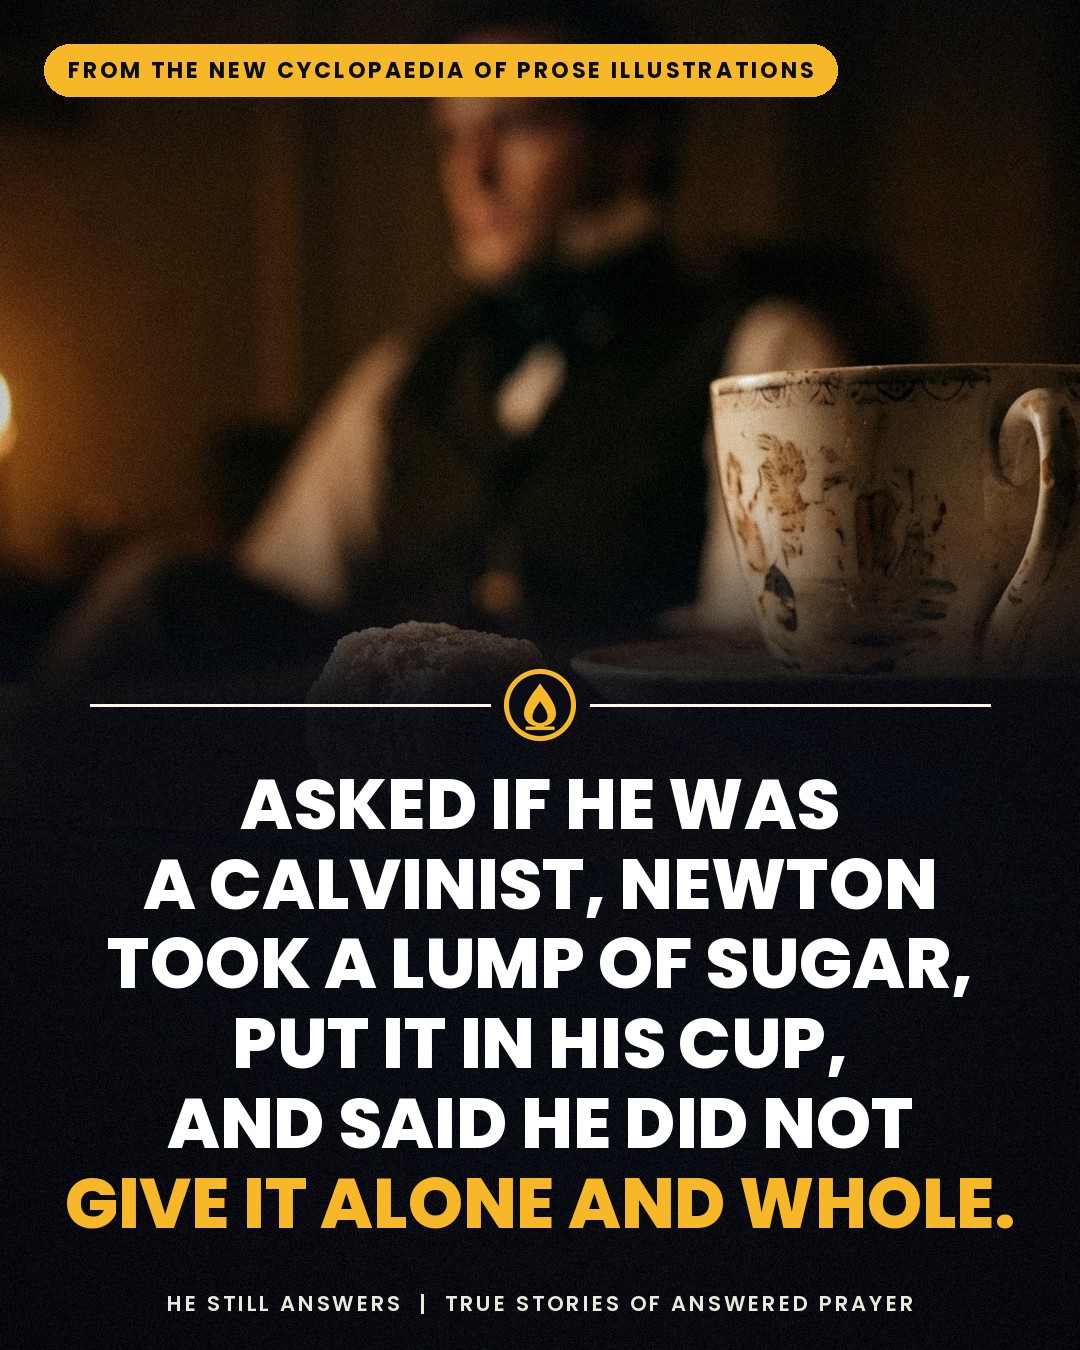 FROM THE NEW CYCLOPAEDIA OF PROSE ILLUSTRATIONS
ASKED IF HE WAS
A CALVINIST, NEWTON
TOOK A LUMP OF SUGAR,
PUT IT IN HIS CUP,
AND SAID HE DID NOT
GIVE IT ALONE AND WHOLE.
HE STILL ANSWERS | TRUE STORIES OF ANSWERED PRAYER